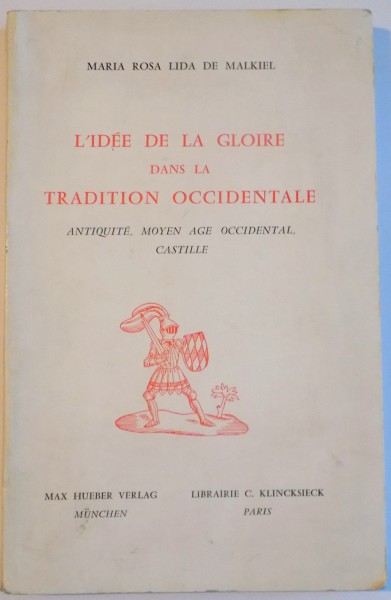 MARIA ROSA LIDA DE MALKIEL
L'IDÉE DE LA GLOIRE
DANS LA
TRADITION OCCIDENTALE
ANTIQUITÉ, MOYEN AGE OCCIDENTAL,
CASTILLE
MAX HUEBER VERLAG
MÜNCHEN
LIBRAIRIE C. KLINCKSIECK
PARIS